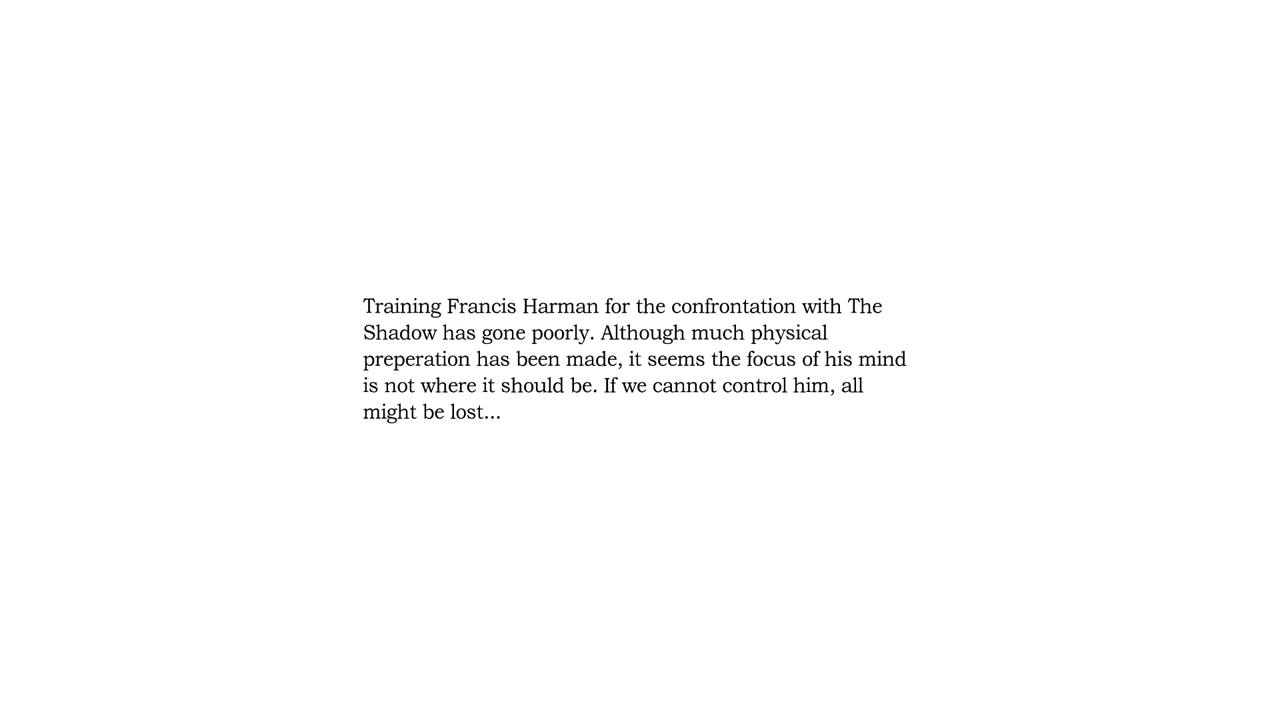 Training Francis Harman for the confrontation with The
Shadow has gone poorly. Although much physical
preperation has been made, it seems the focus of his mind
is not where it should be. If we cannot control him, all
might be lost...